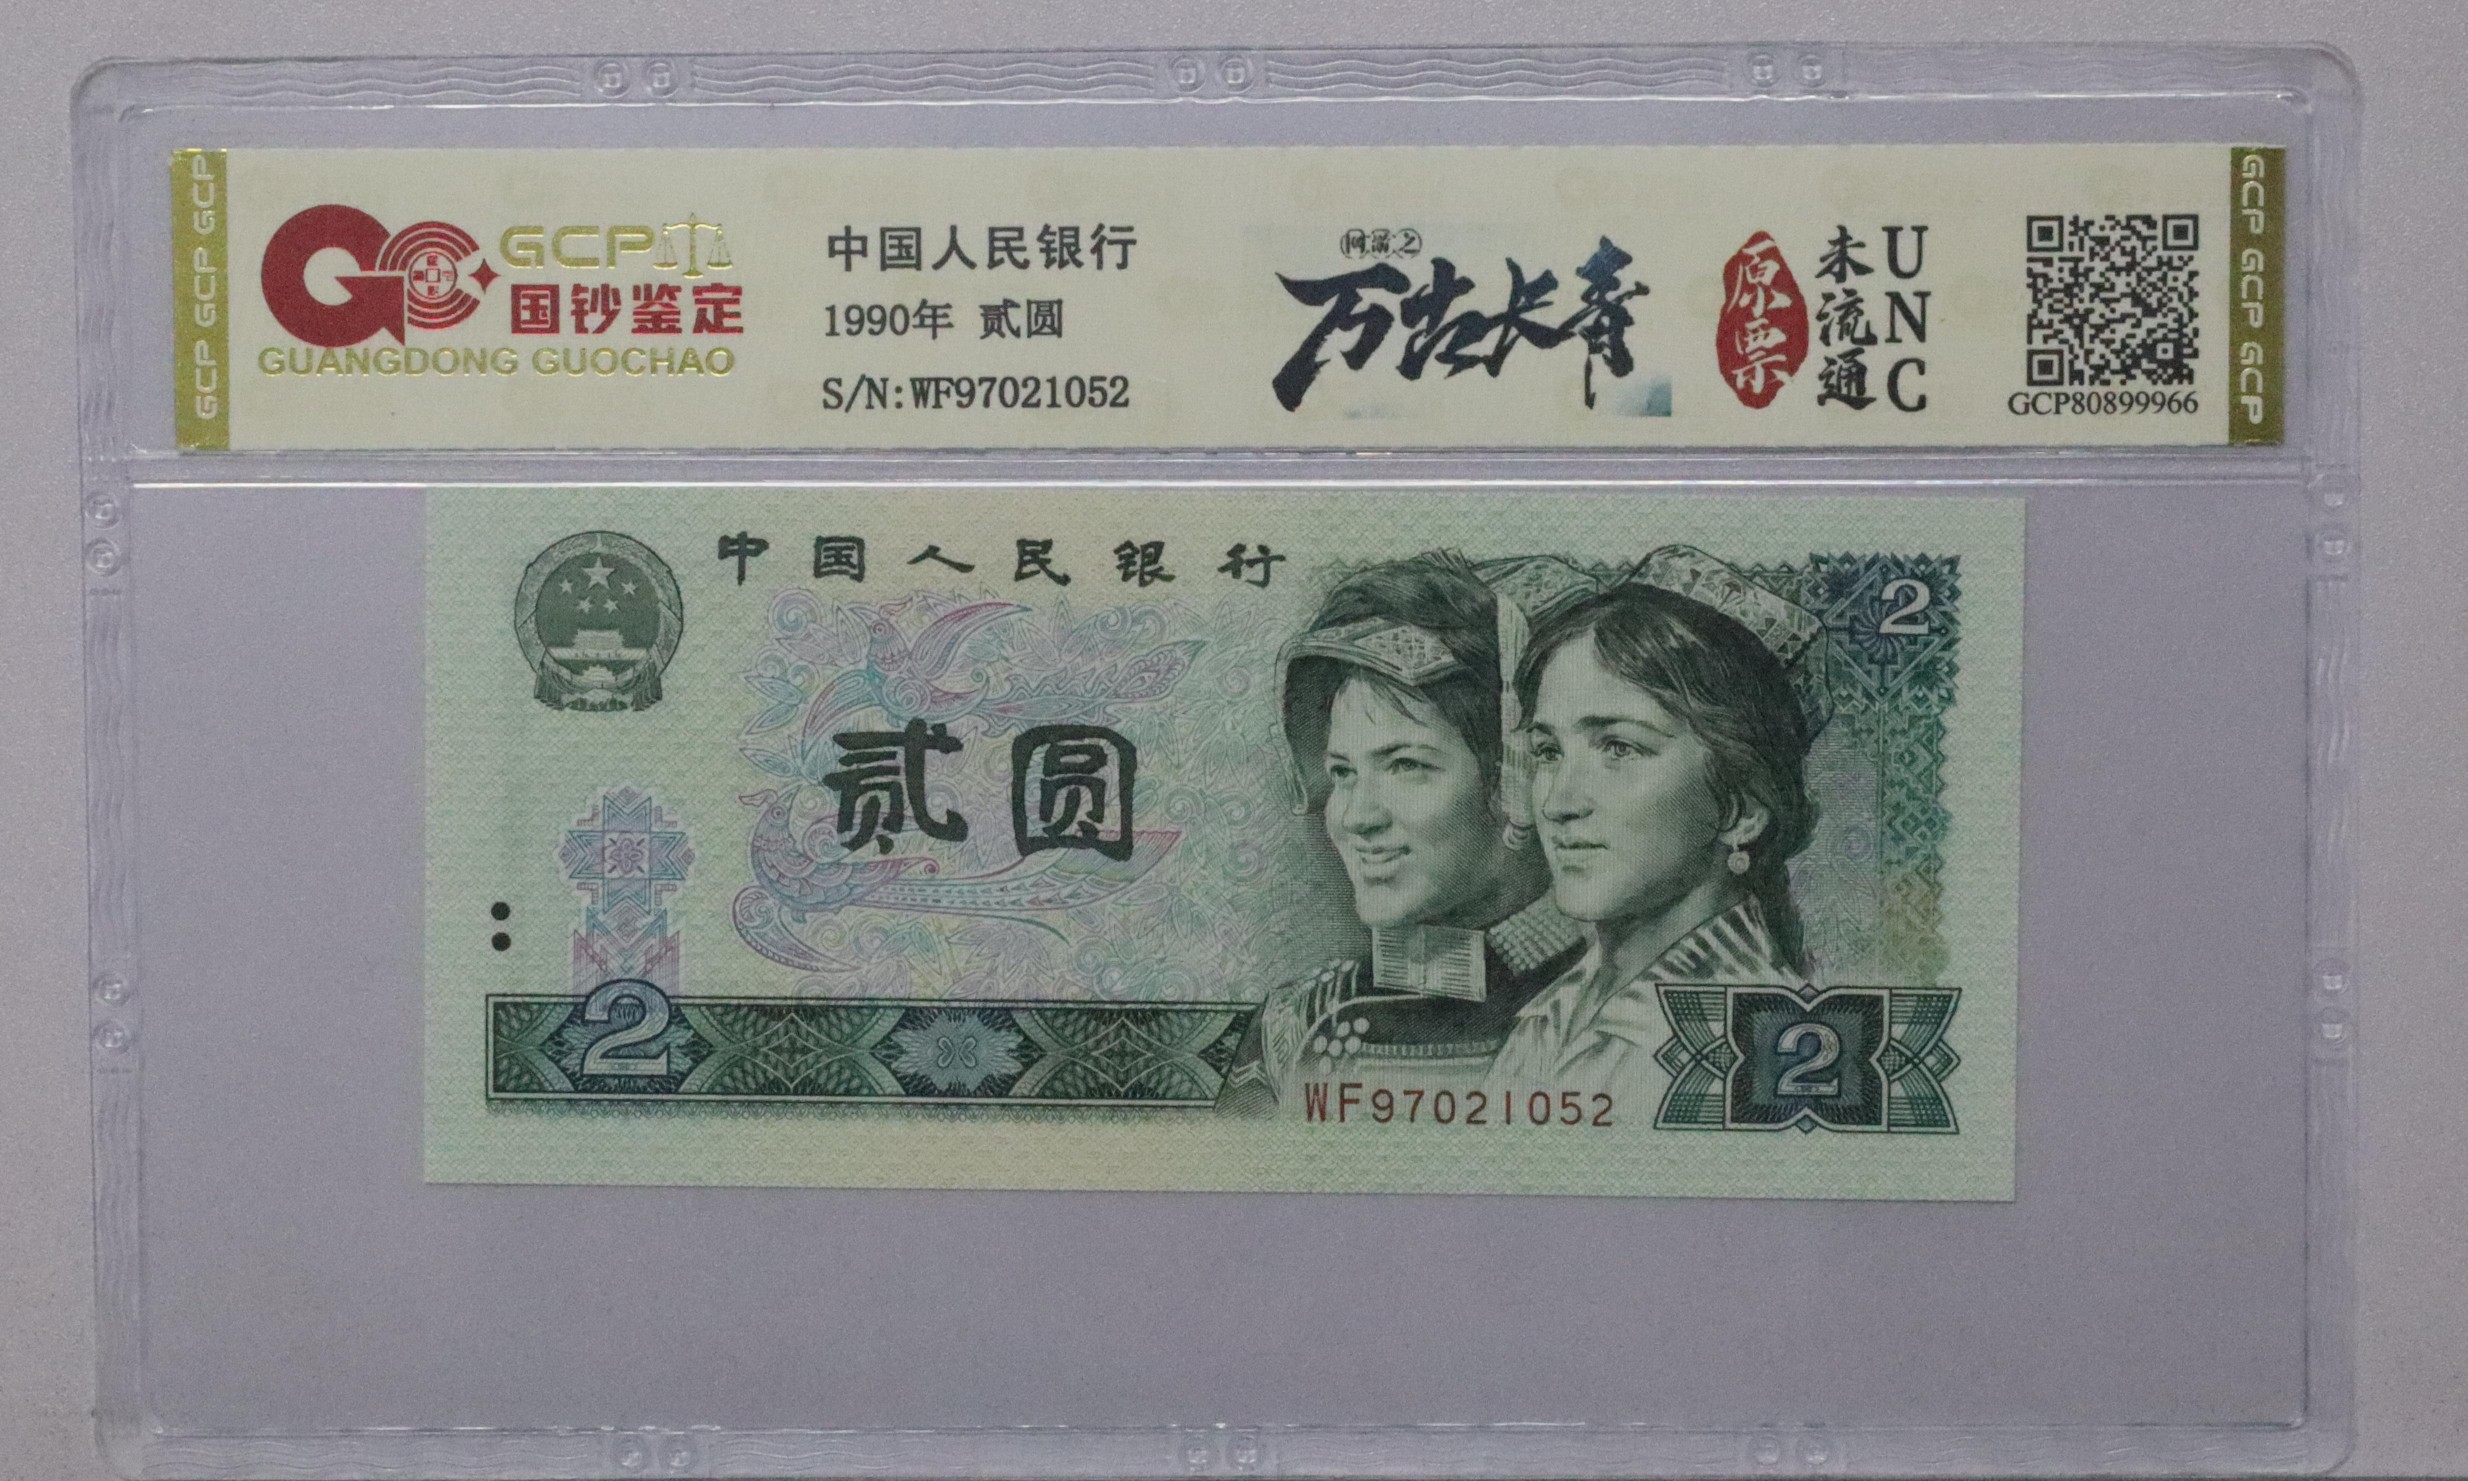 GCP GCP GCP GCP
GCP
国钞鉴定
GUANGDONG GUOCHAO
中国人民银行
1990年 贰圆
S/N:WF97021052
万古长青
原票
未流通
UNC
GCP80899966
GCP GCP GCP GCP
中国人民银行
2
贰圆
2
WF97021052
2